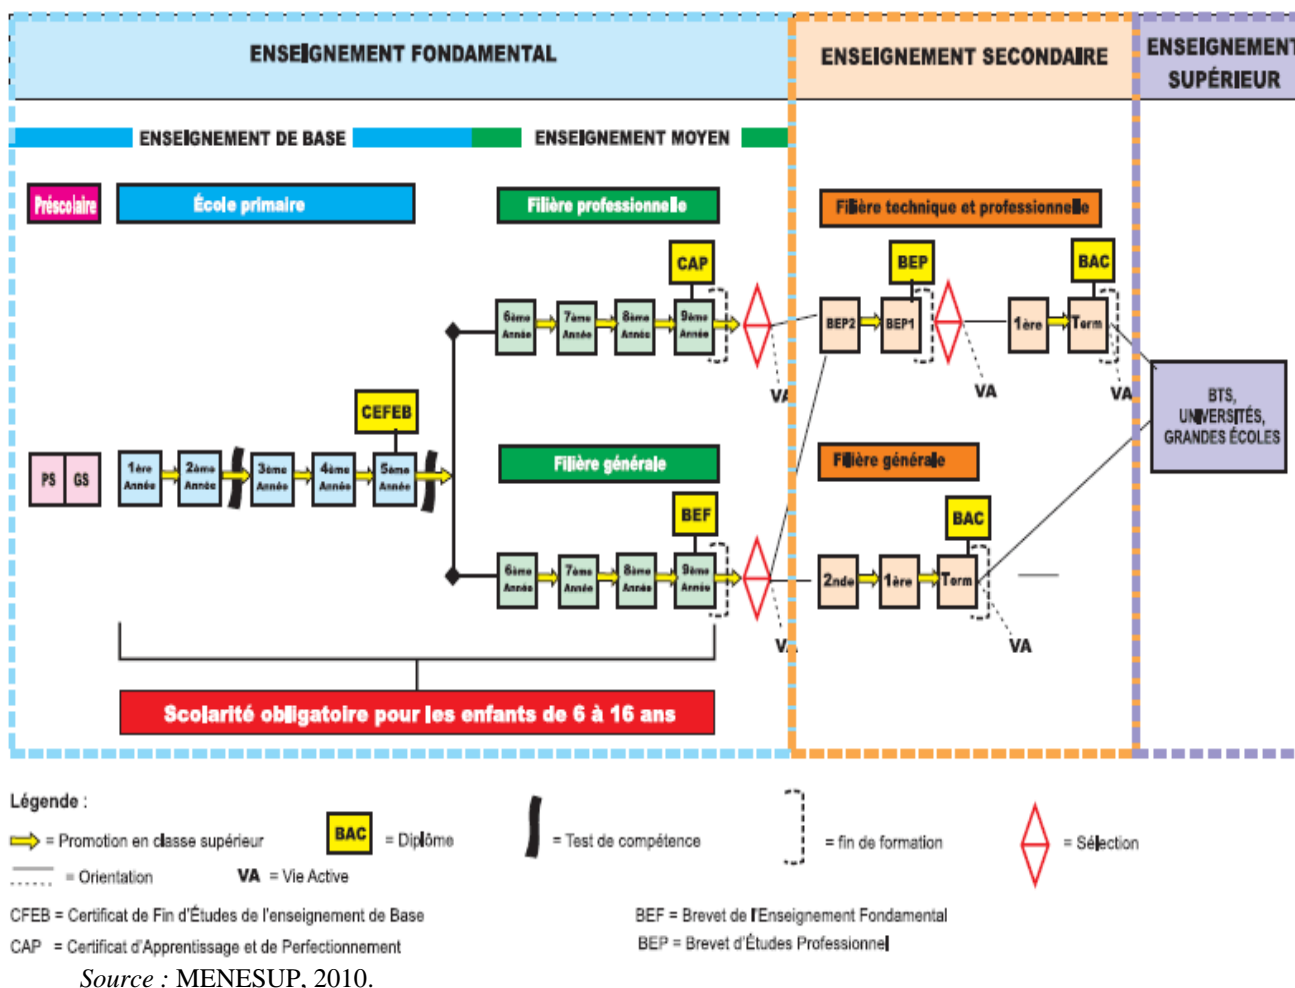 ENSEIGNEMENT FONDAMENTAL
ENSEIGNEMENT SECONDAIRE
ENSEIGNEMENT
SUPÉRIEUR
ENSEIGNEMENT DE BASE
ENSEIGNEMENT MOYEN
Préscolaire
École primaire
Filière professionnelle
Filière technique et professionnelle
CAP
BEP
BAC
6ème Année
7ème Année
8ème Année
9ème Année
BEP2
BEP1
1ère
Term
VA
VA
VA
BTS,
UNIVERSITÉS,
GRANDES ÉCOLES
CEFEB
PS
GS
1ère Année
2ème Année
3ème Année
4ème Année
5ème Année
Filière générale
Filière générale
BEF
BAC
6ème Année
7ème Année
8ème Année
9ème Année
2nde
1ère
Term
VA
VA
Scolarité obligatoire pour les enfants de 6 à 16 ans
Légende :
= Promotion en classe supérieur
BAC = Diplôme
= Test de compétence
= fin de formation
= Sélection
= Orientation
VA = Vie Active
CFEB = Certificat de Fin d'Études de l'enseignement de Base
BEF = Brevet de l'Enseignement Fondamental
CAP = Certificat d'Apprentissage et de Perfectionnement
BEP = Brevet d'Études Professionnel
Source : MENESUP, 2010.